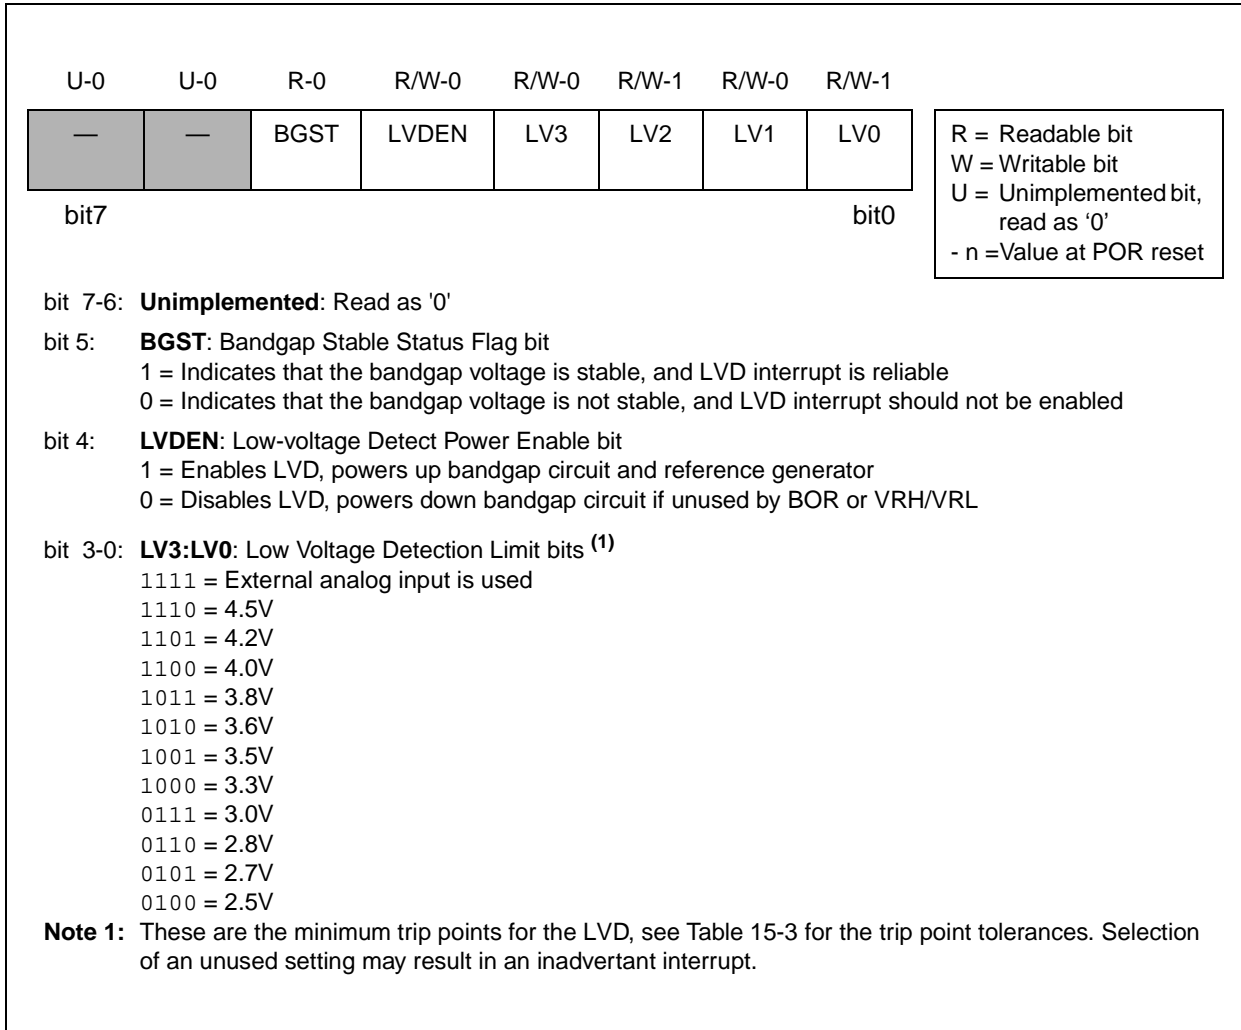 U-0 U-0 R-0 R/W-0 R/W-0 R/W-1 R/W-0 R/W-1
— — BGST LVDEN LV3 LV2 LV1 LV0
bit7 bit0
R = Readable bit
W = Writable bit
U = Unimplemented bit,
read as ‘0’
- n =Value at POR reset
bit 7-6: Unimplemented: Read as '0'
bit 5: BGST: Bandgap Stable Status Flag bit
1 = Indicates that the bandgap voltage is stable, and LVD interrupt is reliable
0 = Indicates that the bandgap voltage is not stable, and LVD interrupt should not be enabled
bit 4: LVDEN: Low-voltage Detect Power Enable bit
1 = Enables LVD, powers up bandgap circuit and reference generator
0 = Disables LVD, powers down bandgap circuit if unused by BOR or VRH/VRL
bit 3-0: LV3:LV0: Low Voltage Detection Limit bits (1)
1111 = External analog input is used
1110 = 4.5V
1101 = 4.2V
1100 = 4.0V
1011 = 3.8V
1010 = 3.6V
1001 = 3.5V
1000 = 3.3V
0111 = 3.0V
0110 = 2.8V
0101 = 2.7V
0100 = 2.5V
Note 1: These are the minimum trip points for the LVD, see Table 15-3 for the trip point tolerances. Selection
of an unused setting may result in an inadvertant interrupt.